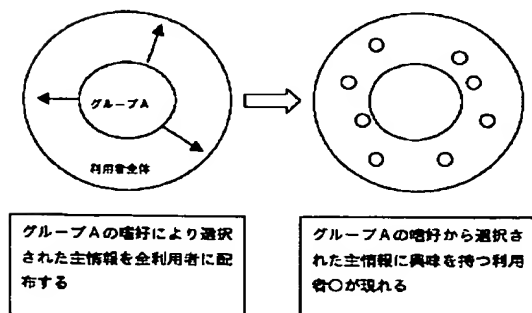 グループA
利用者全体
グループAの嗜好により選択
された主情報を全利用者に配
布する
グループAの嗜好から選択さ
れた主情報に興味を持つ利用
者〇が現れる